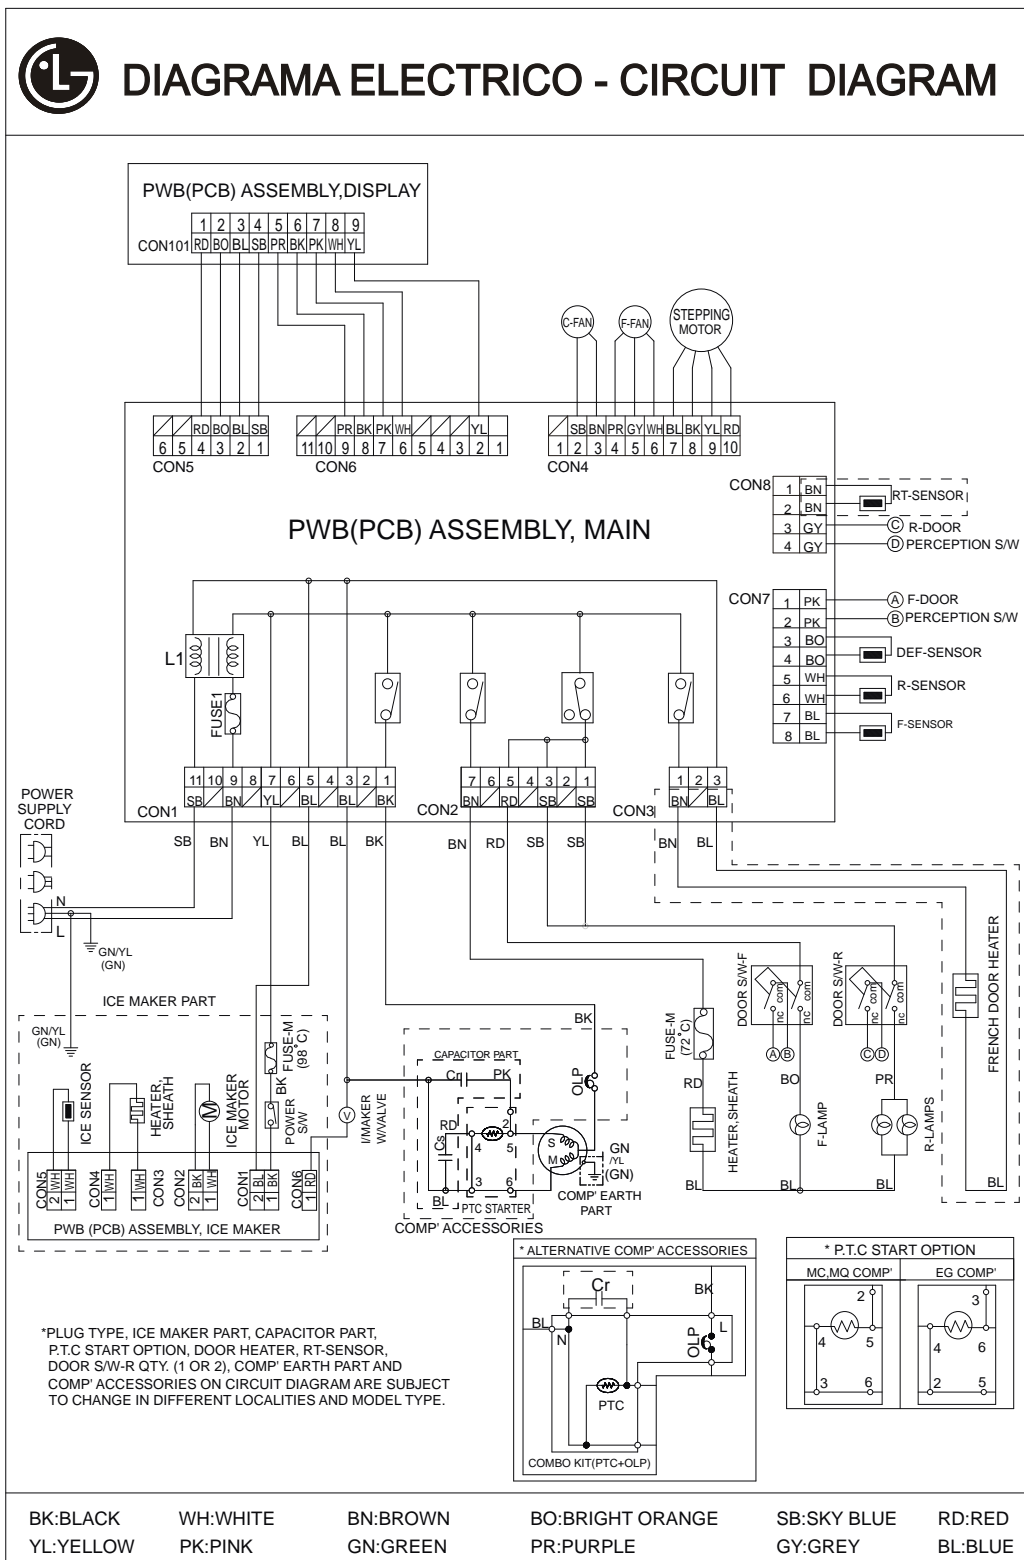 DIAGRAMA ELECTRICO - CIRCUIT DIAGRAM
PWB(PCB) ASSEMBLY,DISPLAY
1 2 3 4 5 6 7 8 9
CON101 RD BO BL SB PR BK PK WH YL
C-FAN
F-FAN
STEPPING
MOTOR
RD BO BL SB
6 5 4 3 2 1
CON5
PR BK PK WH YL
11 10 9 8 7 6 5 4 3 2 1
CON6
SB BN PR GY WH BL BK YL RD
1 2 3 4 5 6 7 8 9 10
CON4
PWB(PCB) ASSEMBLY, MAIN
CON8
1 BN
2 BN
3 GY
4 GY
RT-SENSOR
C R-DOOR
D PERCEPTION S/W
CON7
1 PK
2 PK
3 BO
4 BO
5 WH
6 WH
7 BL
8 BL
A F-DOOR
B PERCEPTION S/W
DEF-SENSOR
R-SENSOR
F-SENSOR
L1
FUSE1
11 10 9 8 7 6 5 4 3 2 1
CON1 SB BN YL BL BL BK
7 6 5 4 3 2 1
CON2 BN RD SB SB
1 2 3
CON3 BN BL
SB BN YL BL BL BK
BN RD SB SB
BN BL
POWER
SUPPLY
CORD
N
L
GN/YL
(GN)
ICE MAKER PART
GN/YL
(GN)
ICE SENSOR
HEATER,
SHEATH
M
ICE MAKER
MOTOR
FUSE-M
(98°C)
BK
POWER
S/W
V
I/MAKER
W/VALVE
CON5
2 WH
1 WH
CON4
1 WH
1 WH
CON3
CON2
2 BK
1 WH
CON1
2 BL
1 BK
CON6
1 RD
PWB (PCB) ASSEMBLY, ICE MAKER
CAPACITOR PART
Cr
PK
RD
Cs
BL
2
4 5
3 6
PTC STARTER
COMP' ACCESSORIES
BK
OLP
S
M
GN
/YL
(GN)
COMP' EARTH
PART
FUSE-M
(72°C)
RD
HEATER,SHEATH
BL
DOOR S/W-F
nc com
nc com
A B
BO
F-LAMP
BL
DOOR S/W-R
nc com
nc com
C D
PR
R-LAMPS
BL
FRENCH DOOR HEATER
BL
* ALTERNATIVE COMP' ACCESSORIES
Cr
BK
BL
N
L
OLP
PTC
COMBO KIT(PTC+OLP)
* P.T.C START OPTION
MC,MQ COMP' EG COMP'
2
4 5
3 6
3
4 6
2 5
*PLUG TYPE, ICE MAKER PART, CAPACITOR PART,
P.T.C START OPTION, DOOR HEATER, RT-SENSOR,
DOOR S/W-R QTY. (1 OR 2), COMP' EARTH PART AND
COMP' ACCESSORIES ON CIRCUIT DIAGRAM ARE SUBJECT
TO CHANGE IN DIFFERENT LOCALITIES AND MODEL TYPE.
BK:BLACK WH:WHITE BN:BROWN BO:BRIGHT ORANGE SB:SKY BLUE RD:RED
YL:YELLOW PK:PINK GN:GREEN PR:PURPLE GY:GREY BL:BLUE